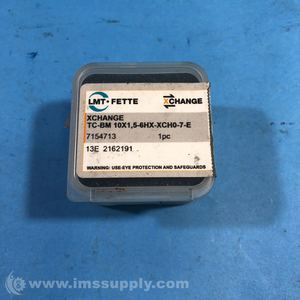 LMT•FETTE XCHANGE
XCHANGE
TC-BM 10X1,5-6HX-XCH0-7-E
7154713 1pc
13E 2162191
WARNING: USE-EYE PROTECTION AND SAFEGUARDS
© www.imssupply.com